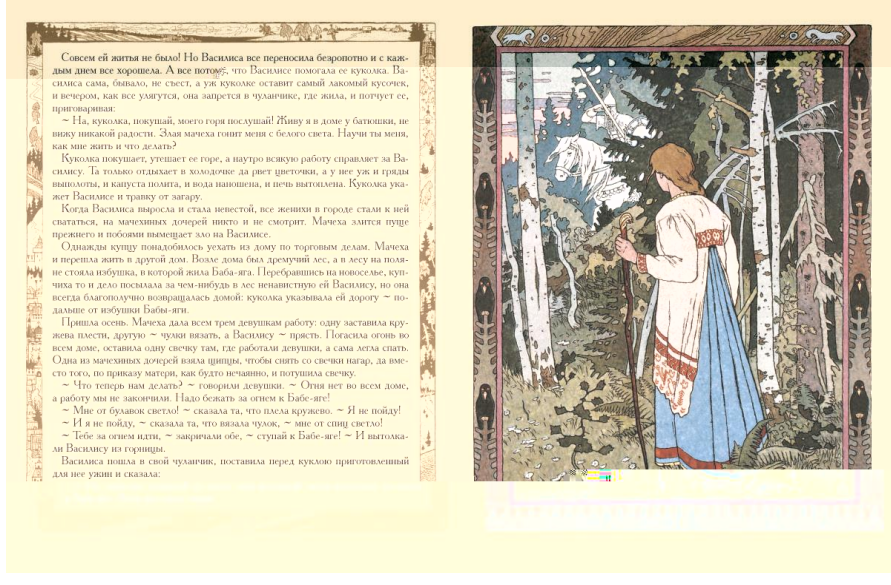 Совсем ей житья не было! Но Василиса все переносила безропотно и с каж-
дым днем все хорошела. А все потому, что Василисе помогала ее куколка. Ва-
силиса сама, бывало, не съест, а уж куколке оставит самый лакомый кусочек,
и вечером, как все улягутся, она запрется в чуланчике, где жила, и потчует ее,
приговаривая:
~ На, куколка, покушай, моего горя послушай! Живу я в доме у батюшки, не
вижу никакой радости. Злая мачеха гонит меня с белого света. Научи ты меня,
как мне жить и что делать?
Куколка покушает, утешает ее горе, а наутро всякую работу справляет за Ва-
силису. Та только отдыхает в холодочке да рвет цветочки, а у нее уж и гряды
выполоты, и капуста полита, и вода наношена, и печь вытоплена. Куколка ука-
жет Василисе и травку от загару.
Когда Василиса выросла и стала невестой, все женихи в городе стали к ней
свататься, на мачехиных дочерей никто и не смотрит. Мачеха злится пуще
прежнего и побоями вымещает зло на Василисе.
Однажды купцу понадобилось уехать из дому по торговым делам. Мачеха
и перешла жить в другой дом. Возле дома был дремучий лес, а в лесу на поля-
не стояла избушка, в которой жила Баба-яга. Перебравшись на новоселье, куп-
чиха то и дело посылала за чем-нибудь в лес ненавистную ей Василису, но она
всегда благополучно возвращалась домой: куколка указывала ей дорогу ~ по-
дальше от избушки Бабы-яги.
Пришла осень. Мачеха дала всем трем девушкам работу: одну заставила кру-
жева плести, другую ~ чулки вязать, а Василису ~ прясть. Погасила огонь во
всем доме, оставила одну свечку там, где работали девушки, а сама легла спать.
Одна из мачехиных дочерей взяла щипцы, чтобы снять со свечки нагар, да вме-
сто того, по приказу матери, как будто нечаянно, и потушила свечку.
~ Что теперь нам делать? ~ говорили девушки. ~ Огня нет во всем доме,
а работу мы не закончили. Надо бежать за огнем к Бабе-яге!
~ Мне от булавок светло! ~ сказала та, что плела кружево. ~ Я не пойду!
~ И я не пойду, ~ сказала та, что вязала чулок, ~ мне от спиц светло!
~ Тебе за огнем идти, ~ закричали обе, ~ ступай к Бабе-яге! ~ И вытолка-
ли Василису из горницы.
Василиса пошла в свой чуланчик, поставила перед куклою приготовленный
для нее ужин и сказала: